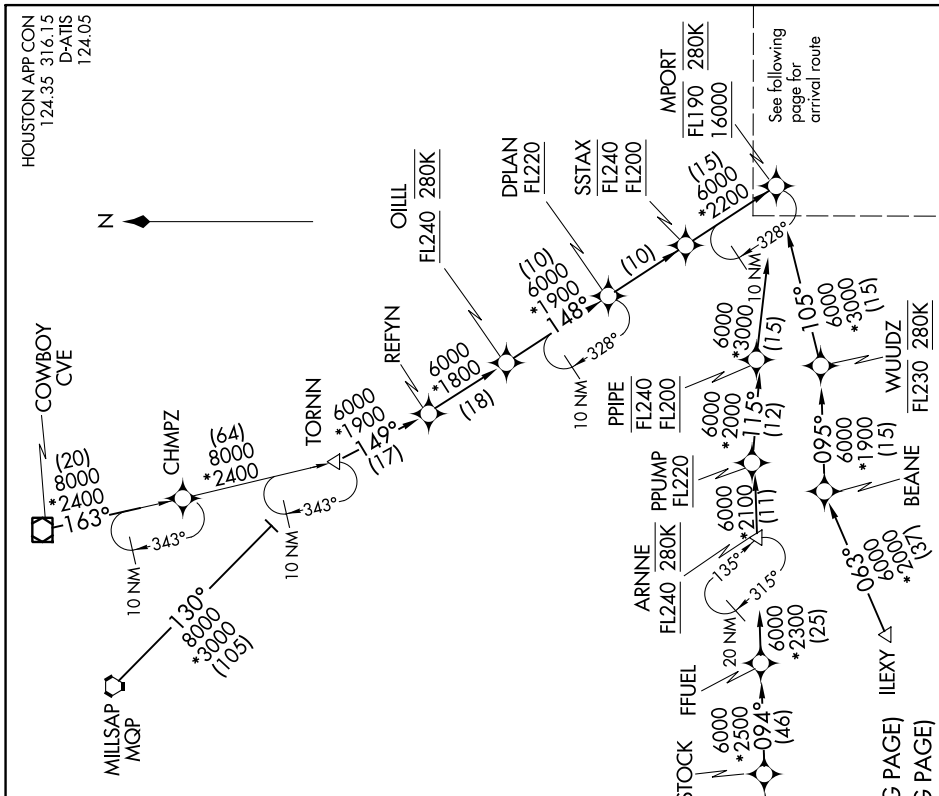 HOUSTON APP CON
124.35 316.15
D-ATIS
124.05
N
COWBOY
CVE
(20)
8000
*2400
163°
343°
10 NM
CHMPZ
(64)
8000
*2400
TORNN
343°
10 NM
MILLSAP
MQP
130°
8000
*3000
(105)
6000
*1900
149°
(17)
REFYN
6000
*1800
(18)
OILLL
FL240 280K
(10)
6000
*1900
148°
DPLAN
FL220
328°
10 NM
(10)
SSTAX
FL240
FL200
(15)
6000
*2200
MPORT
FL190 280K
16000
328°
10 NM
See following
page for
arrival route
STOCK
6000
*2500
094°
(46)
FFUEL
6000
*2300
(25)
ARNNE
FL240 280K
135°
315°
20 NM
6000
*2100
(11)
PPUMP
FL220
6000
*2000
115°
(12)
PPIPE
FL240
FL200
6000
*3000
(15)
ILEXY
063°
6000
*2000
(37)
BEANE
095°
6000
*1900
(15)
WUUDZ
FL230 280K
105°
6000
*3000
(15)
G PAGE)
G PAGE)